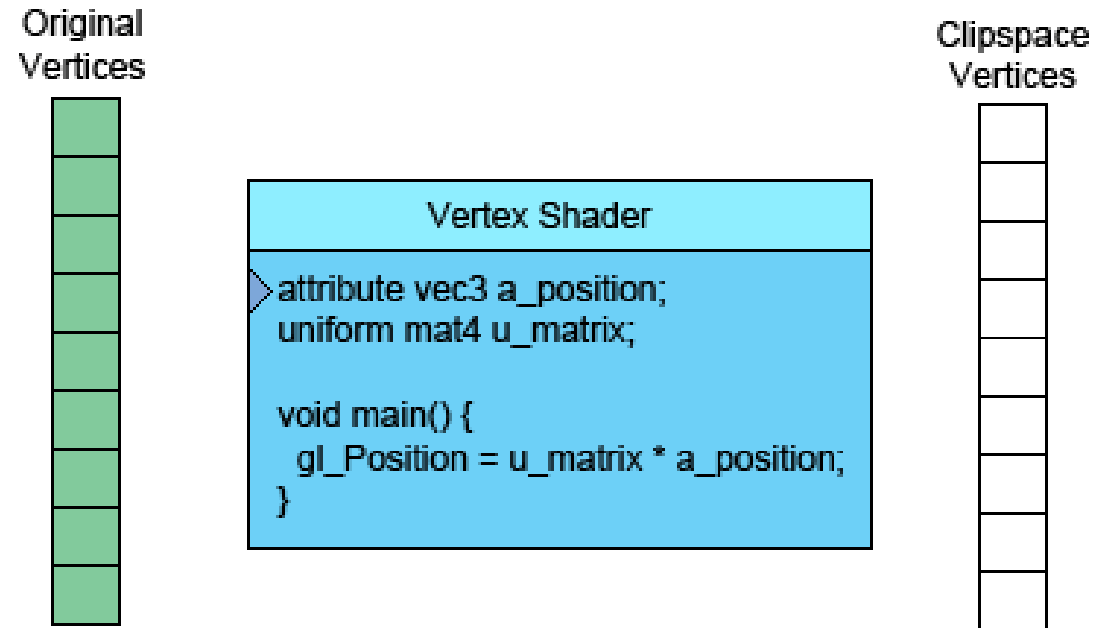 Original
Vertices
Clipspace
Vertices
Vertex Shader
attribute vec3 a_position;
uniform mat4 u_matrix;
void main() {
gl_Position = u_matrix * a_position;
}